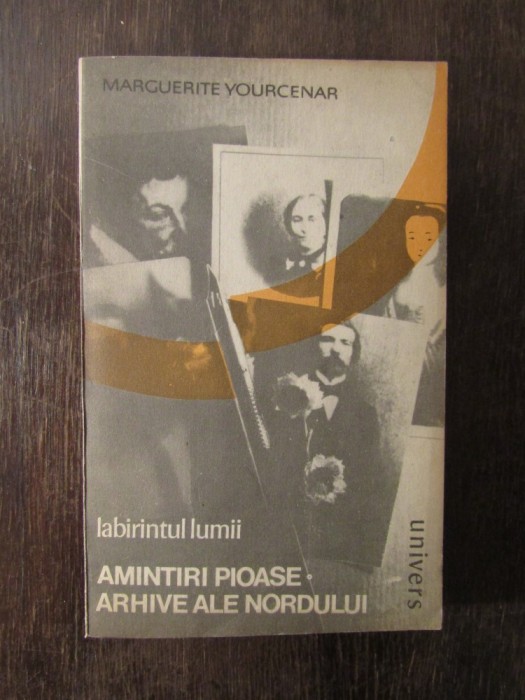 MARGUERITE YOURCENAR
labirintul lumii
AMINTIRI PIOASE •
ARHIVE ALE NORDULUI
univers